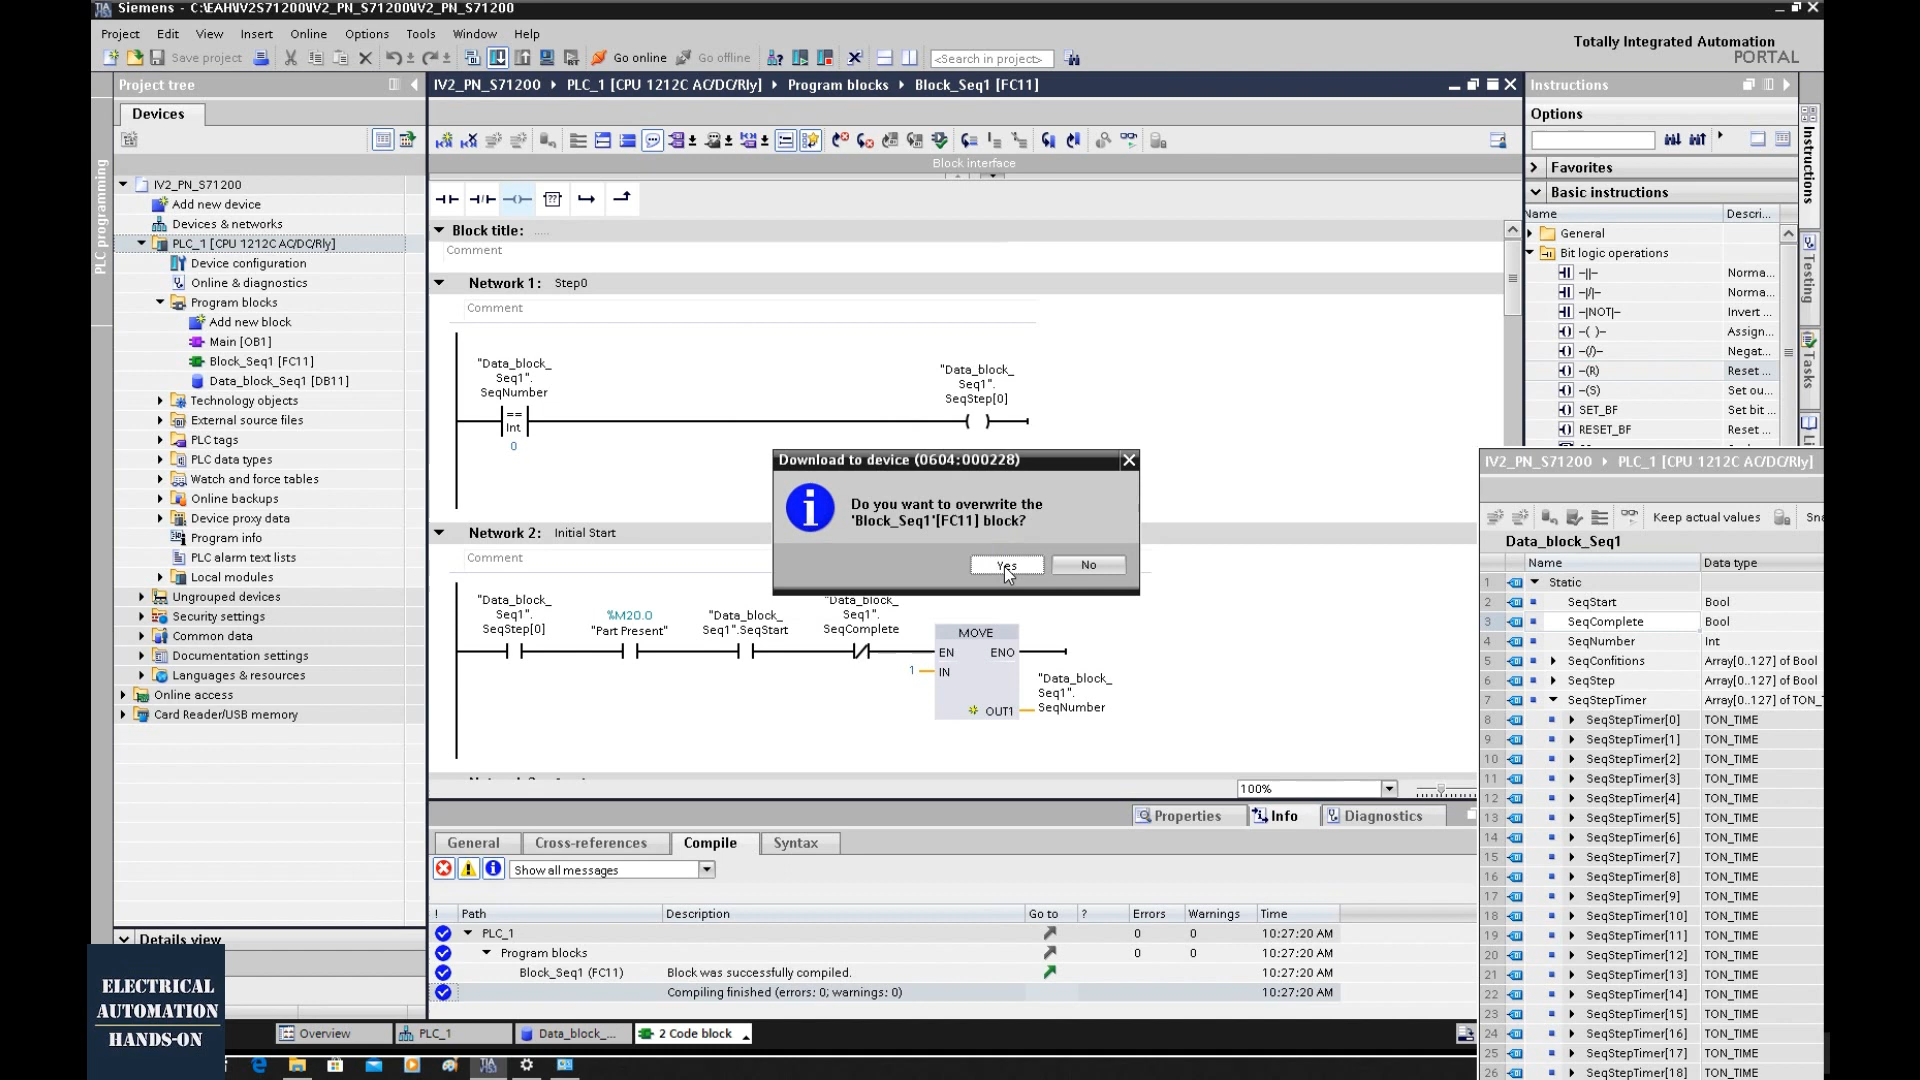 Siemens - C:\EAH\IV2S71200\IV2_PN_S71200\IV2_PN_S71200
Project Edit View Insert Online Options Tools Window Help
Totally Integrated Automation
PORTAL
Save project
Go online
Go offline
<Search in project>
Project tree
IV2_PN_S71200 PLC_1 [CPU 1212C AC/DC/Rly] Program blocks Block_Seq1 [FC11]
Instructions
Devices
Options
Block interface
PLC programming
IV2_PN_S71200
Add new device
Devices & networks
PLC_1 [CPU 1212C AC/DC/Rly]
Device configuration
Online & diagnostics
Program blocks
Add new block
Main [OB1]
Block_Seq1 [FC11]
Data_block_Seq1 [DB11]
Technology objects
External source files
PLC tags
PLC data types
Watch and force tables
Online backups
Device proxy data
Program info
PLC alarm text lists
Local modules
Ungrouped devices
Security settings
Common data
Documentation settings
Languages & resources
Online access
Card Reader/USB memory
Details view
Block title: .....
Comment
Network 1: Step0
Comment
"Data_block_
Seq1".
SeqNumber
==
Int
0
"Data_block_
Seq1".
SeqStep[0]
Network 2: Initial Start
Comment
"Data_block_
Seq1".
SeqStep[0]
%M20.0
"Part Present"
"Data_block_
Seq1".SeqStart
"Data_block_
Seq1".
SeqComplete
MOVE
EN ENO
1 IN
OUT1
"Data_block_
Seq1".
SeqNumber
Download to device (0604:000228)
Do you want to overwrite the
'Block_Seq1'[FC11] block?
Yes No
100%
Properties Info Diagnostics
General Cross-references Compile Syntax
Show all messages
! Path Description Go to ? Errors Warnings Time
PLC_1 0 0 10:27:20 AM
Program blocks 0 0 10:27:20 AM
Block_Seq1 (FC11) Block was successfully compiled. 10:27:20 AM
Compiling finished (errors: 0; warnings: 0) 10:27:20 AM
Overview PLC_1 Data_block_... 2 Code block
Favorites
Basic instructions
Name Descri...
General
Bit logic operations
-||- Norma...
-|/|- Norma...
-|NOT|- Invert ...
-( )- Assign...
-(/)- Negat...
-(R) Reset ...
-(S) Set ou...
SET_BF Set bit ...
RESET_BF Reset ...
Instructions
Testing
Tasks
IV2_PN_S71200 PLC_1 [CPU 1212C AC/DC/Rly]
Keep actual values
Data_block_Seq1
Name Data type
1 Static
2 SeqStart Bool
3 SeqComplete Bool
4 SeqNumber Int
5 SeqConfitions Array[0..127] of Bool
6 SeqStep Array[0..127] of Bool
7 SeqStepTimer Array[0..127] of TON_
8 SeqStepTimer[0] TON_TIME
9 SeqStepTimer[1] TON_TIME
10 SeqStepTimer[2] TON_TIME
11 SeqStepTimer[3] TON_TIME
12 SeqStepTimer[4] TON_TIME
13 SeqStepTimer[5] TON_TIME
14 SeqStepTimer[6] TON_TIME
15 SeqStepTimer[7] TON_TIME
16 SeqStepTimer[8] TON_TIME
17 SeqStepTimer[9] TON_TIME
18 SeqStepTimer[10] TON_TIME
19 SeqStepTimer[11] TON_TIME
20 SeqStepTimer[12] TON_TIME
21 SeqStepTimer[13] TON_TIME
22 SeqStepTimer[14] TON_TIME
23 SeqStepTimer[15] TON_TIME
24 SeqStepTimer[16] TON_TIME
25 SeqStepTimer[17] TON_TIME
26 SeqStepTimer[18] TON_TIME
ELECTRICAL
AUTOMATION
HANDS-ON